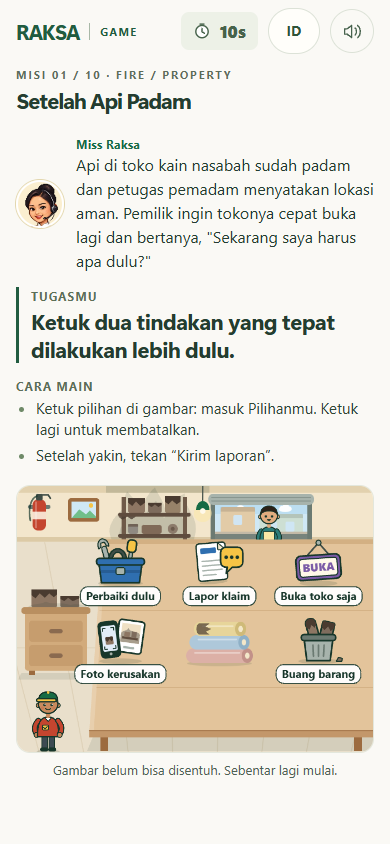 RAKSA GAME 10s ID
MISI 01 / 10 · FIRE / PROPERTY
Setelah Api Padam
Miss Raksa
Api di toko kain nasabah sudah padam
dan petugas pemadam menyatakan lokasi
aman. Pemilik ingin tokonya cepat buka
lagi dan bertanya, "Sekarang saya harus
apa dulu?"
TUGASMU
Ketuk dua tindakan yang tepat
dilakukan lebih dulu.
CARA MAIN
• Ketuk pilihan di gambar: masuk Pilihanmu. Ketuk
lagi untuk membatalkan.
• Setelah yakin, tekan “Kirim laporan”.
BUKA
Perbaiki dulu Lapor klaim Buka toko saja
Foto kerusakan Buang barang
Gambar belum bisa disentuh. Sebentar lagi mulai.